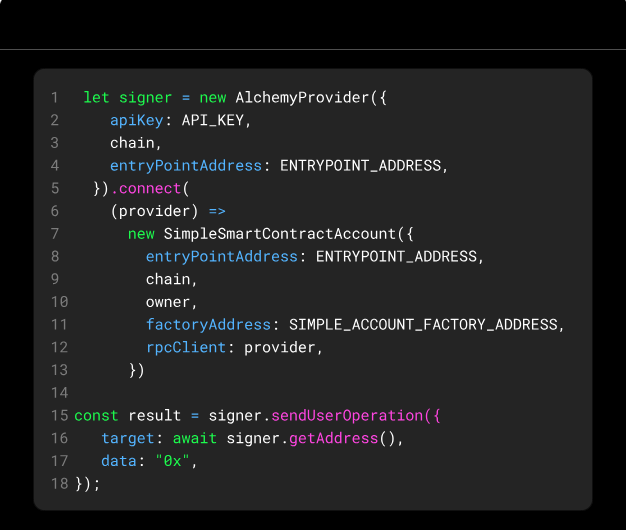 1 let signer = new AlchemyProvider({
2 apiKey: API_KEY,
3 chain,
4 entryPointAddress: ENTRYPOINT_ADDRESS,
5 }).connect(
6 (provider) =>
7 new SimpleSmartContractAccount({
8 entryPointAddress: ENTRYPOINT_ADDRESS,
9 chain,
10 owner,
11 factoryAddress: SIMPLE_ACCOUNT_FACTORY_ADDRESS,
12 rpcClient: provider,
13 })
14
15 const result = signer.sendUserOperation({
16 target: await signer.getAddress(),
17 data: "0x",
18 });